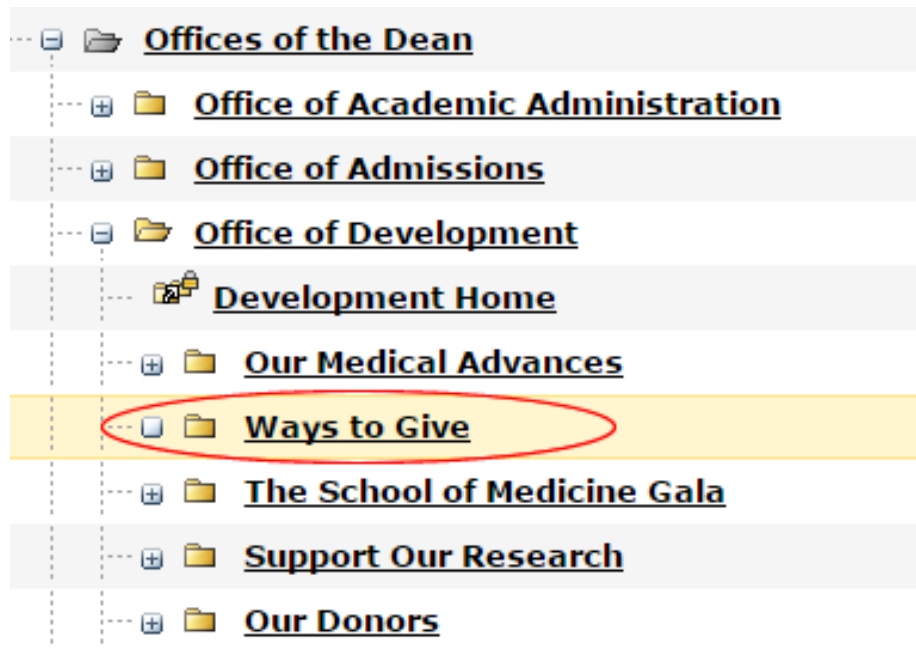 Offices of the Dean
Office of Academic Administration
Office of Admissions
Office of Development
Development Home
Our Medical Advances
Ways to Give
The School of Medicine Gala
Support Our Research
Our Donors